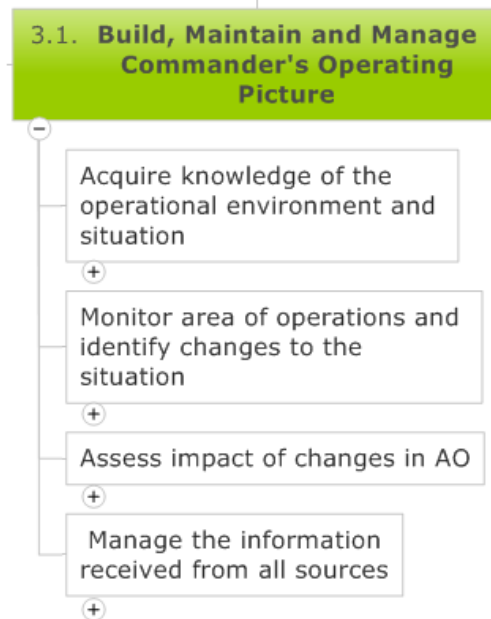 3.1. Build, Maintain and Manage
Commander's Operating
Picture
Acquire knowledge of the
operational environment and
situation
Monitor area of operations and
identify changes to the
situation
Assess impact of changes in AO
Manage the information
received from all sources